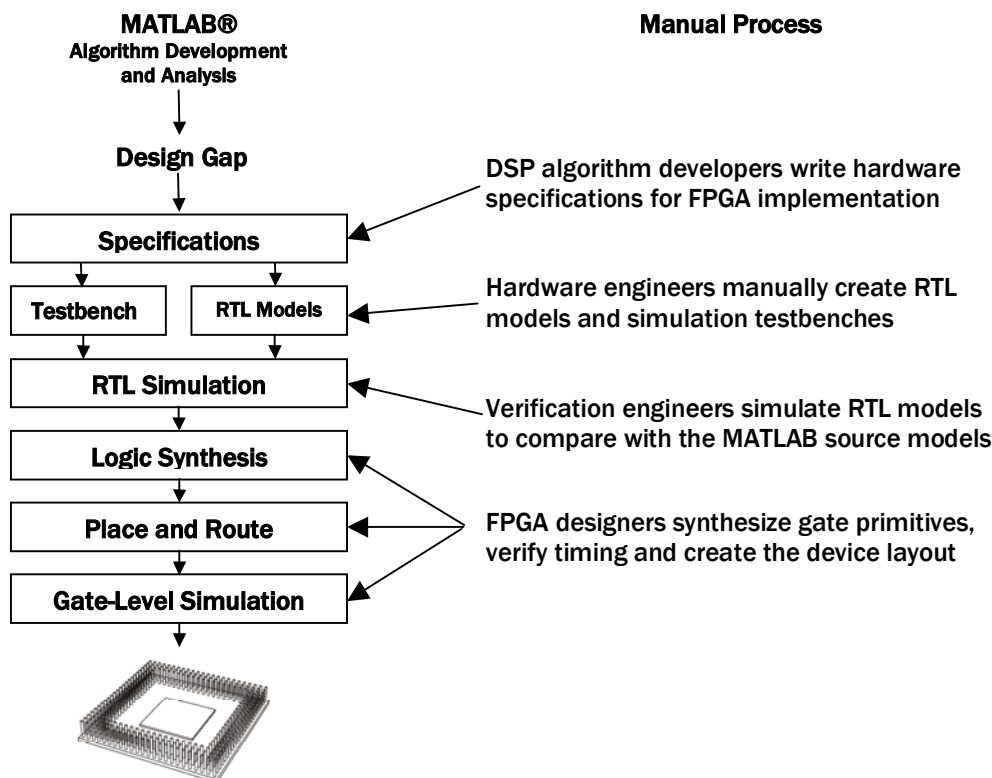 MATLAB®
Algorithm Development
and Analysis
Manual Process
Design Gap
DSP algorithm developers write hardware
specifications for FPGA implementation
Specifications
Testbench
RTL Models
Hardware engineers manually create RTL
models and simulation testbenches
RTL Simulation
Verification engineers simulate RTL models
to compare with the MATLAB source models
Logic Synthesis
Place and Route
FPGA designers synthesize gate primitives,
verify timing and create the device layout
Gate-Level Simulation